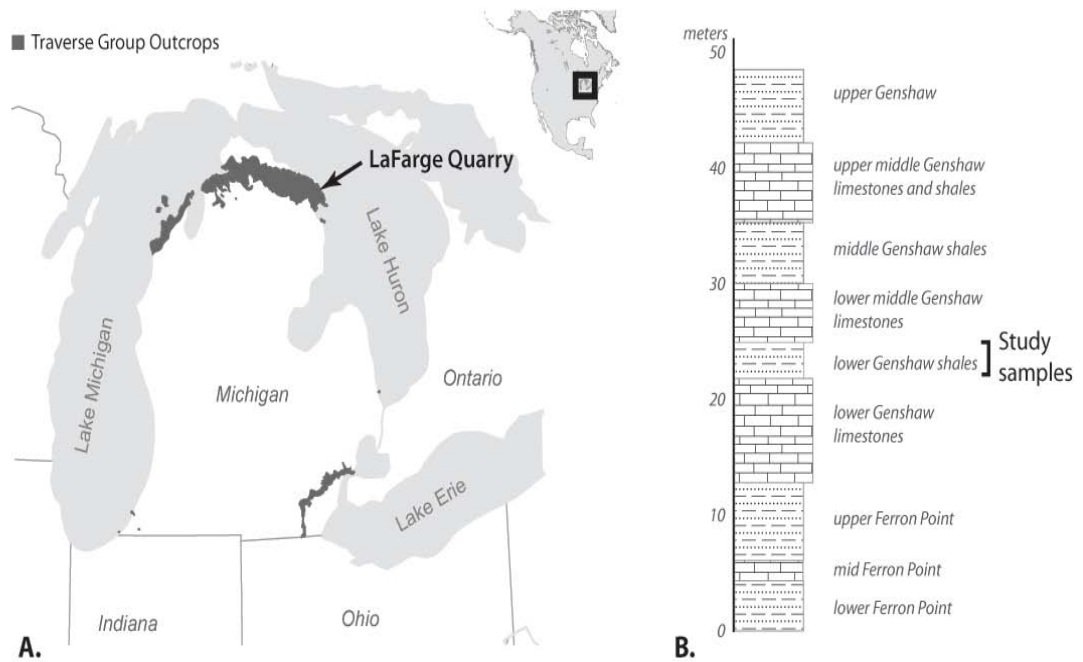 Traverse Group Outcrops
LaFarge Quarry
Lake Huron
Lake Michigan
Michigan
Ontario
Lake Erie
Indiana
Ohio
A.
meters
50
upper Genshaw
40
upper middle Genshaw
limestones and shales
middle Genshaw shales
30
lower middle Genshaw
limestones
lower Genshaw shales
Study
samples
20
lower Genshaw
limestones
10
upper Ferron Point
mid Ferron Point
lower Ferron Point
0
B.